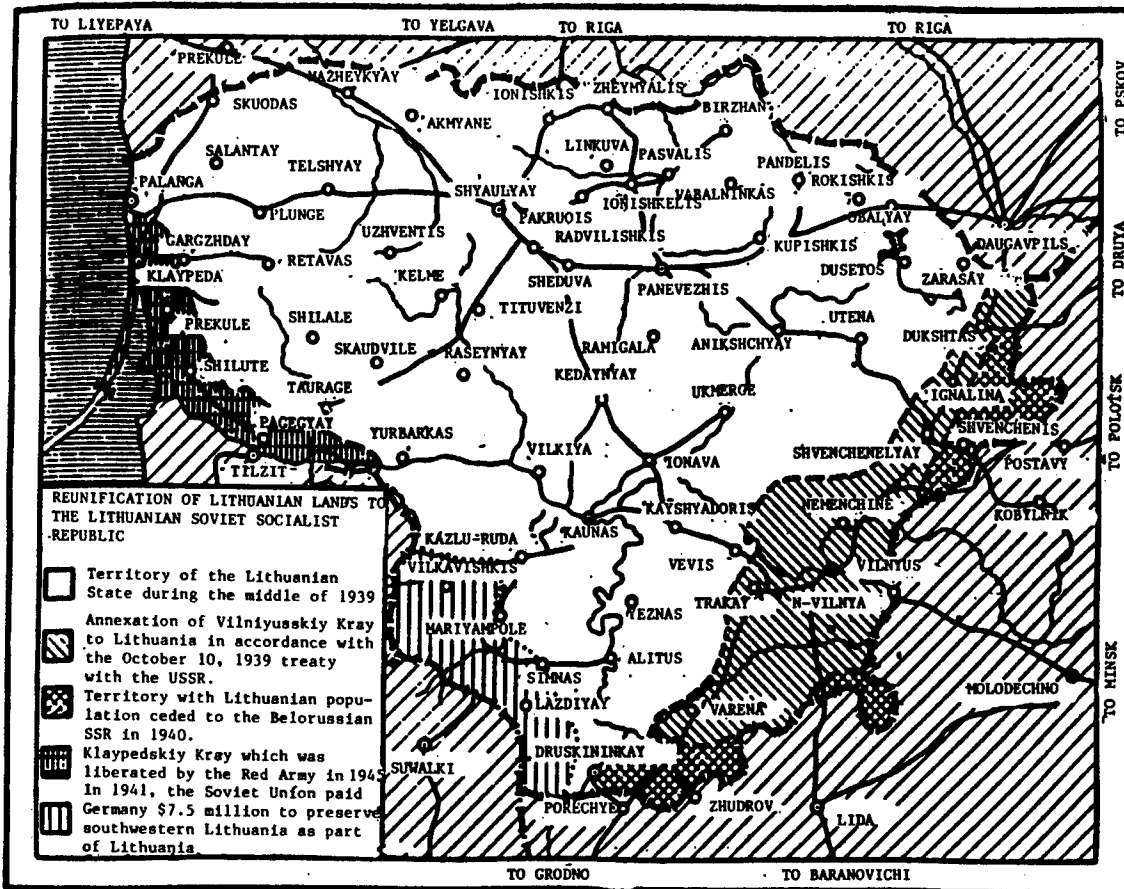 TO LIYEPAYA
TO YELGAVA
TO RIGA
TO RIGA
TO PSKOV
TO DRUYA
TO POLOTSK
TO MINSK
PREKULE
MAZHEYKYAY
IONISHKIS
ZHEYMYALIS
SKUODAS
AKMYANE
BIRZHAN
LINKUVA
PASVALIS
SALANTAY
TELSHYAY
PANDELIS
ROKISHKIS
PALANGA
SHYAULYAY
VABALNINKAS
IONISHKELIS
PLUNGE
PAKRUOIS
OBALYAY
GARGZHDAY
UZHVENTIS
RADVILISHKIS
KUPISHKIS
DAUGAVPILS
KLAYPEDA
RETAVAS
KELME
SHEDUVA
PANEVEZHIS
DUSETOS
ZARASAY
PREKULE
TITUVENZI
UTENA
SHILALE
DUKSHTAS
SKAUDVILE
RASEYNYAY
RAMIGALA
ANIKSHCHYAY
SHILUTE
KEDAYNYAY
TAURAGE
UKMERGE
IGNALINA
PAGEGYAY
SHVENCHENIS
YURBARKAS
VILKIYA
IONAVA
SHVENCHENELYAY
POSTAVY
TILZIT
REUNIFICATION OF LITHUANIAN LANDS TO
THE LITHUANIAN SOVIET SOCIALIST
REPUBLIC
KAYSHYADORIS
NEMENCHINE
KOBYLNIK
KAUNAS
KAZLU-RUDA
VILKAVISHKIS
VEVIS
VILNYUS
Territory of the Lithuanian
State during the middle of 1939
TRAKAY
N-VILNYA
YEZNAS
MARIYAMPOLE
Annexation of Vilniyusskiy Kray
to Lithuania in accordance with
the October 10, 1939 treaty
with the USSR.
ALITUS
SIMNAS
MOLODECHNO
Territory with Lithuanian popu-
lation ceded to the Belorussian
SSR in 1940.
LAZDIYAY
VARENA
Klaypedskiy Kray which was
liberated by the Red Army in 1945
In 1941, the Soviet Union paid
Germany $7.5 million to preserve
southwestern Lithuania as part
of Lithuania
DRUSKININKAY
SUWALKI
PORECHYE
ZHUDROV
LIDA
TO GRODNO
TO BARANOVICHI